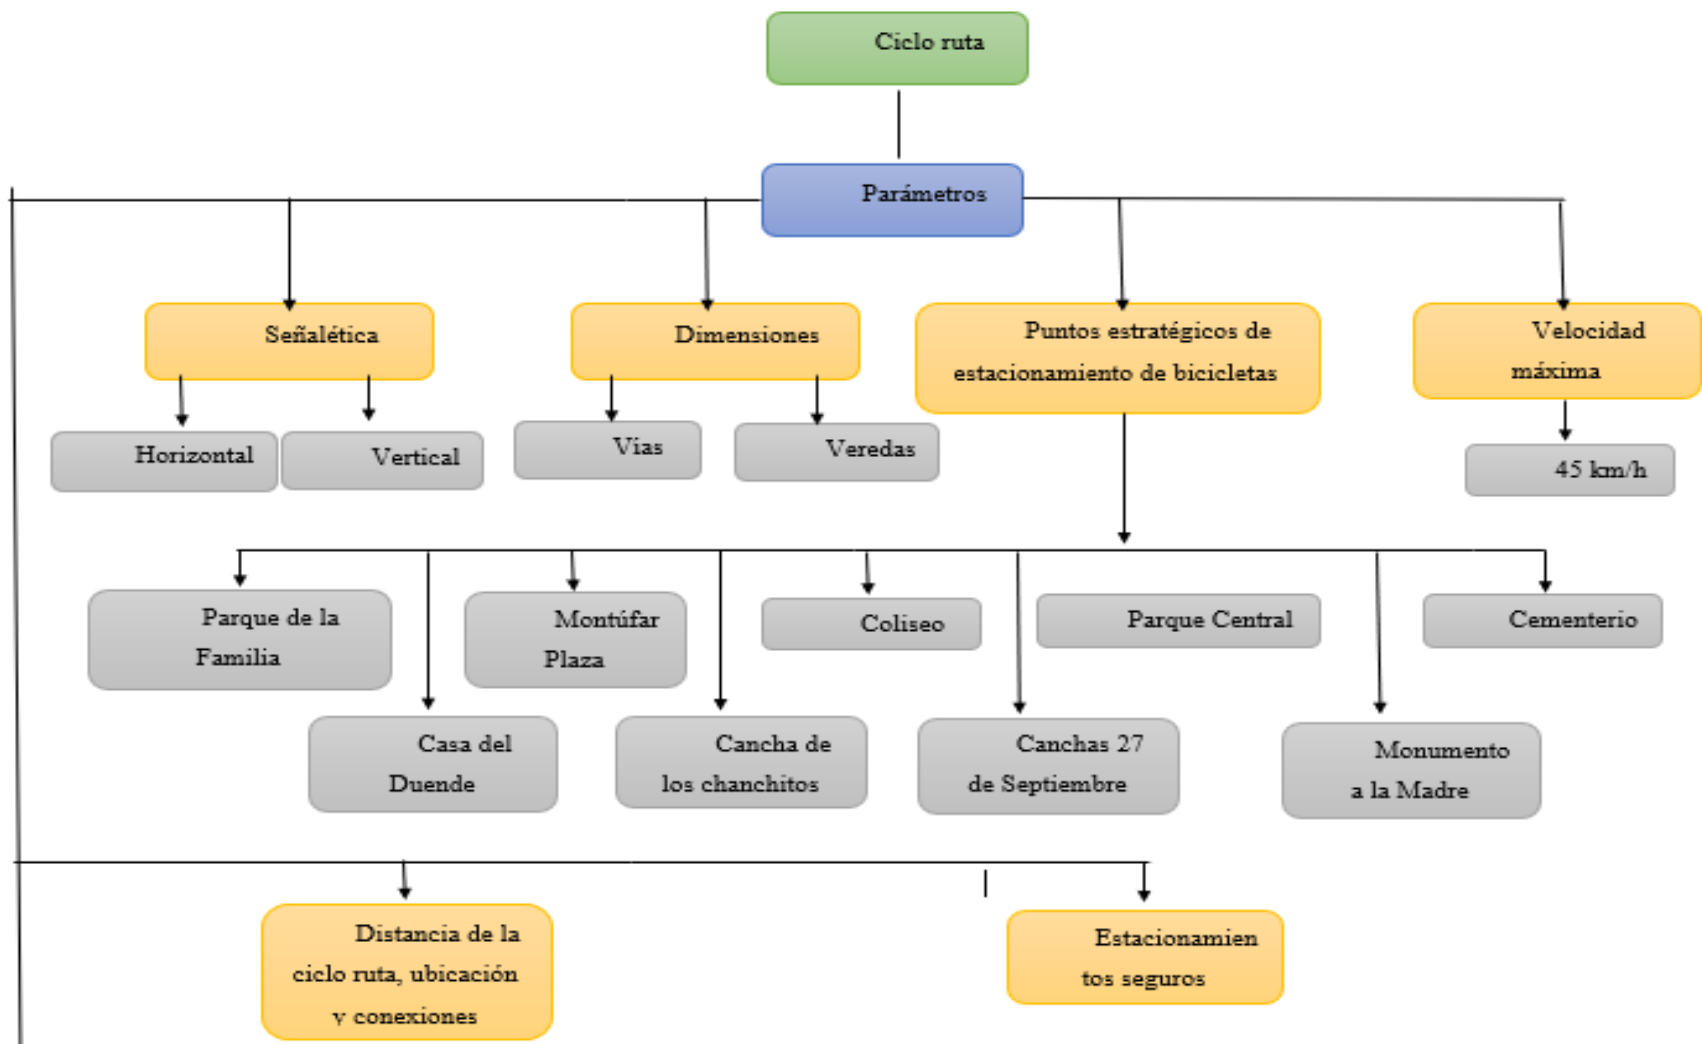 Ciclo ruta
Parámetros
Señalética
Dimensiones
Puntos estratégicos de
estacionamiento de bicicletas
Velocidad
máxima
Horizontal
Vertical
Vías
Veredas
45 km/h
Parque de la
Familia
Montúfar
Plaza
Coliseo
Parque Central
Cementerio
Casa del
Duende
Cancha de
los chanchitos
Canchas 27
de Septiembre
Monumento
a la Madre
Distancia de la
ciclo ruta, ubicación
y conexiones
Estacionamien
tos seguros